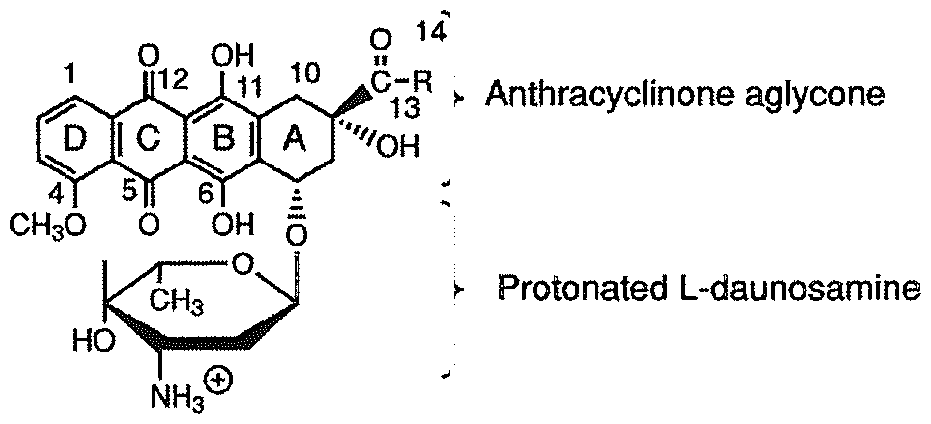 O 14
O OH
1 12 11 10 C–R
13
D C B A
OH
4 5 6
CH₃O O OH
O
O
CH₃
HO
NH₃ ⊕
Anthracyclinone aglycone
Protonated L-daunosamine